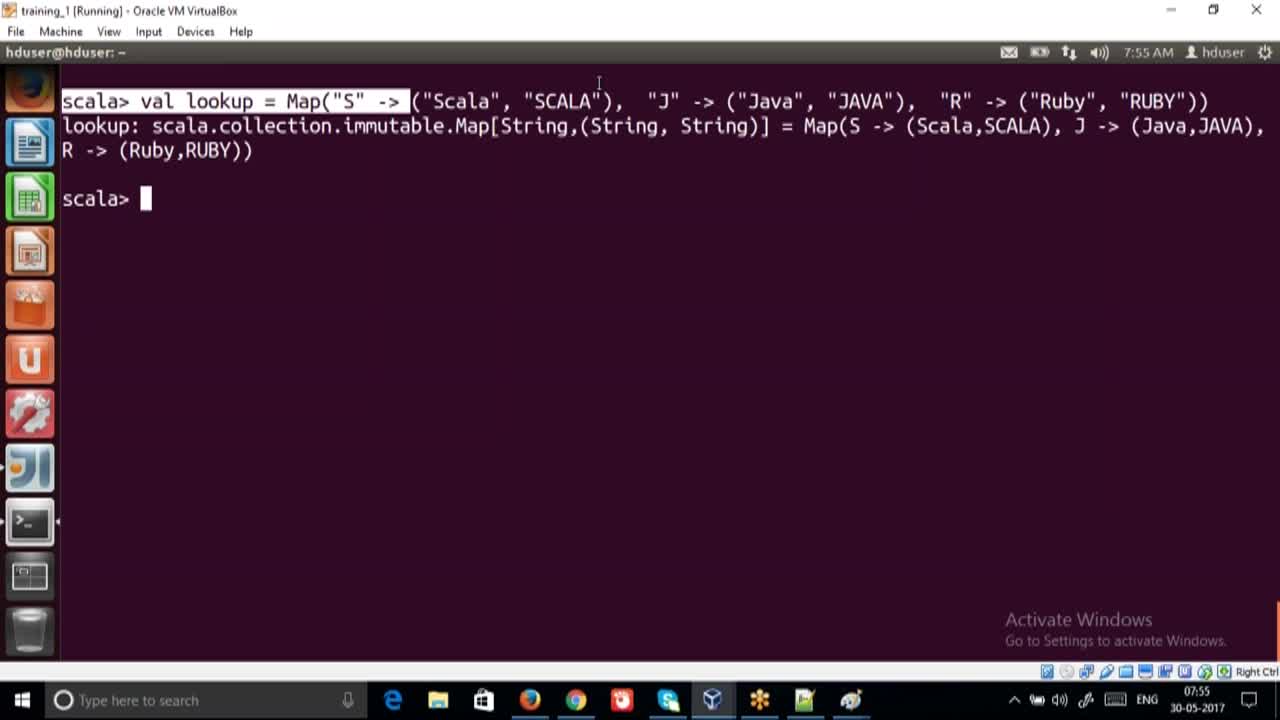 training_1 [Running] - Oracle VM VirtualBox
File Machine View Input Devices Help
hduser@hduser: ~
7:55 AM hduser
scala> val lookup = Map("S" -> ("Scala", "SCALA"),  "J" -> ("Java", "JAVA"),  "R" -> ("Ruby", "RUBY"))
lookup: scala.collection.immutable.Map[String,(String, String)] = Map(S -> (Scala,SCALA), J -> (Java,JAVA),
R -> (Ruby,RUBY))
scala>
Activate Windows
Go to Settings to activate Windows.
Right Ctrl
Type here to search
ENG
07:55
30-05-2017